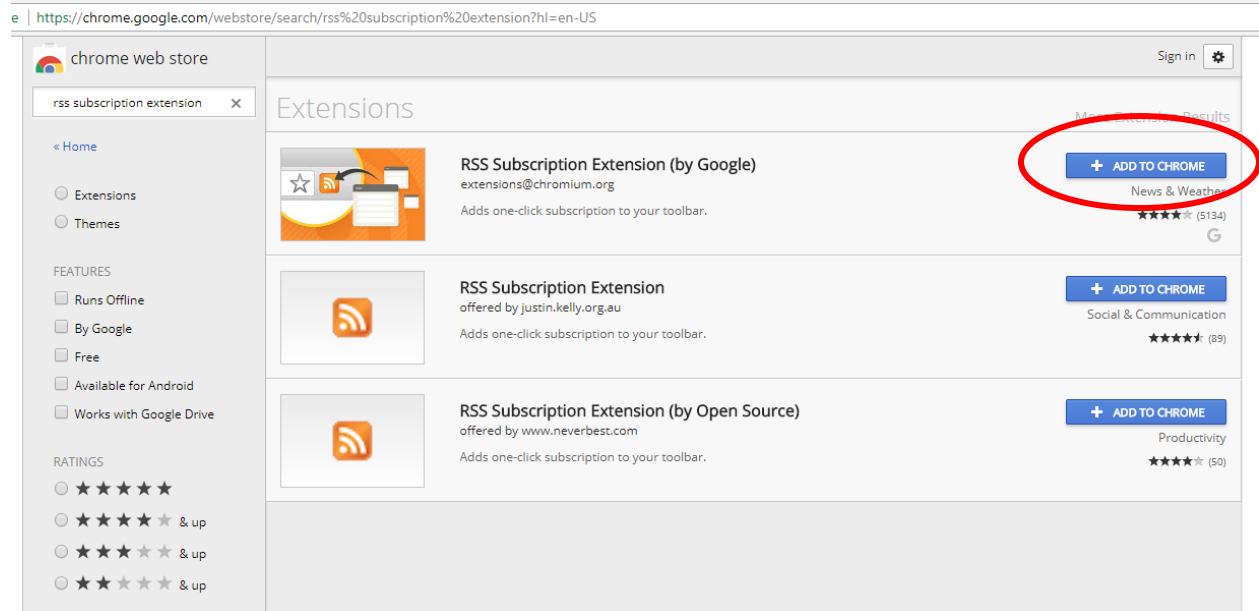 e | https://chrome.google.com/webstore/search/rss%20subscription%20extension?hl=en-US
chrome web store
Sign in
rss subscription extension ×
« Home
Extensions
Themes
FEATURES
Runs Offline
By Google
Free
Available for Android
Works with Google Drive
RATINGS
& up
& up
& up
Extensions
More Extension Results
RSS Subscription Extension (by Google)
extensions@chromium.org
Adds one-click subscription to your toolbar.
+ ADD TO CHROME
News & Weather
(5134)
G
RSS Subscription Extension
offered by justin.kelly.org.au
Adds one-click subscription to your toolbar.
+ ADD TO CHROME
Social & Communication
(89)
RSS Subscription Extension (by Open Source)
offered by www.neverbest.com
Adds one-click subscription to your toolbar.
+ ADD TO CHROME
Productivity
(50)